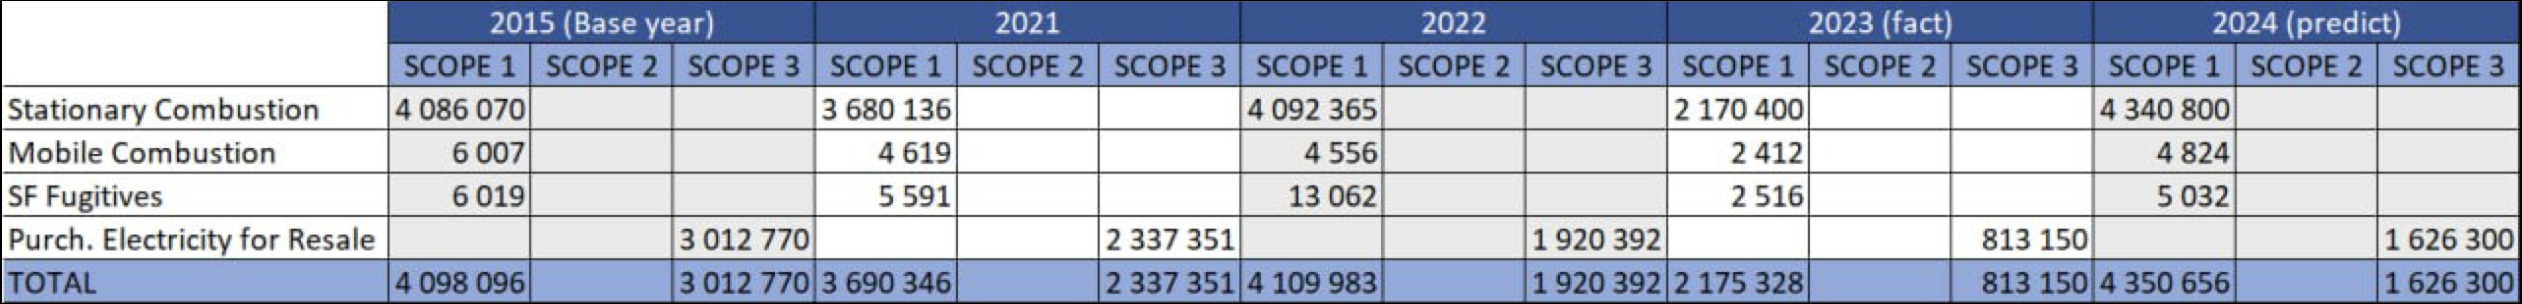 2015 (Base year) 2021 2022 2023 (fact) 2024 (predict)
SCOPE 1 SCOPE 2 SCOPE 3 SCOPE 1 SCOPE 2 SCOPE 3 SCOPE 1 SCOPE 2 SCOPE 3 SCOPE 1 SCOPE 2 SCOPE 3 SCOPE 1 SCOPE 2 SCOPE 3
Stationary Combustion 4 086 070 3 680 136 4 092 365 2 170 400 4 340 800
Mobile Combustion 6 007 4 619 4 556 2 412 4 824
SF Fugitives 6 019 5 591 13 062 2 516 5 032
Purch. Electricity for Resale 3 012 770 2 337 351 1 920 392 813 150 1 626 300
TOTAL 4 098 096 3 012 770 3 690 346 2 337 351 4 109 983 1 920 392 2 175 328 813 150 4 350 656 1 626 300